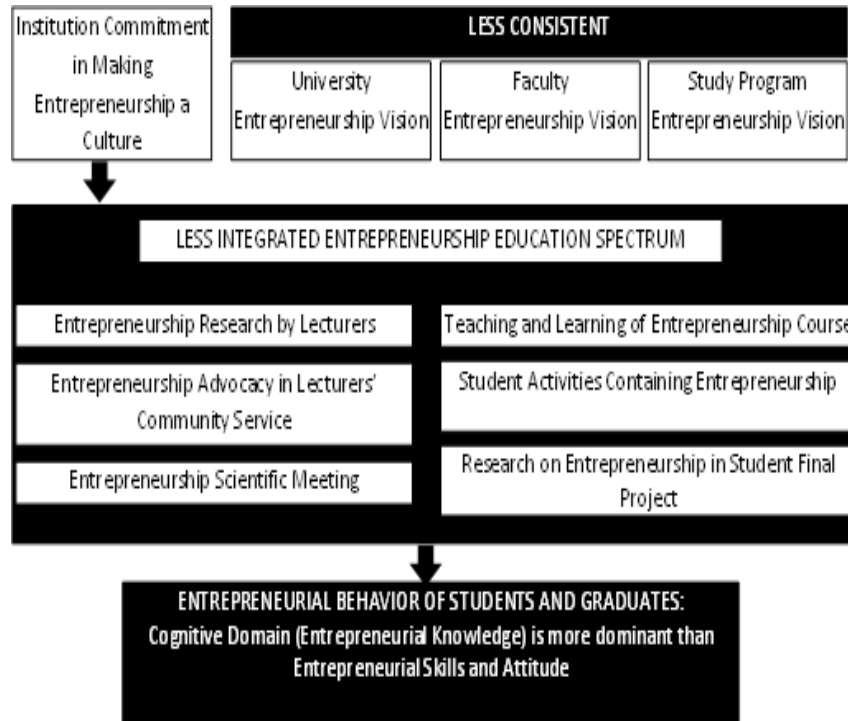 Institution Commitment
in Making
Entrepreneurship a
Culture
LESS CONSISTENT
University
Entrepreneurship Vision
Faculty
Entrepreneurship Vision
Study Program
Entrepreneurship Vision
LESS INTEGRATED ENTREPRENEURSHIP EDUCATION SPECTRUM
Entrepreneurship Research by Lecturers
Entrepreneurship Advocacy in Lecturers'
Community Service
Entrepreneurship Scientific Meeting
Teaching and Learning of Entrepreneurship Course
Student Activities Containing Entrepreneurship
Research on Entrepreneurship in Student Final
Project
ENTREPRENEURIAL BEHAVIOR OF STUDENTS AND GRADUATES:
Cognitive Domain (Entrepreneurial Knowledge) is more dominant than
Entrepreneurial Skills and Attitude